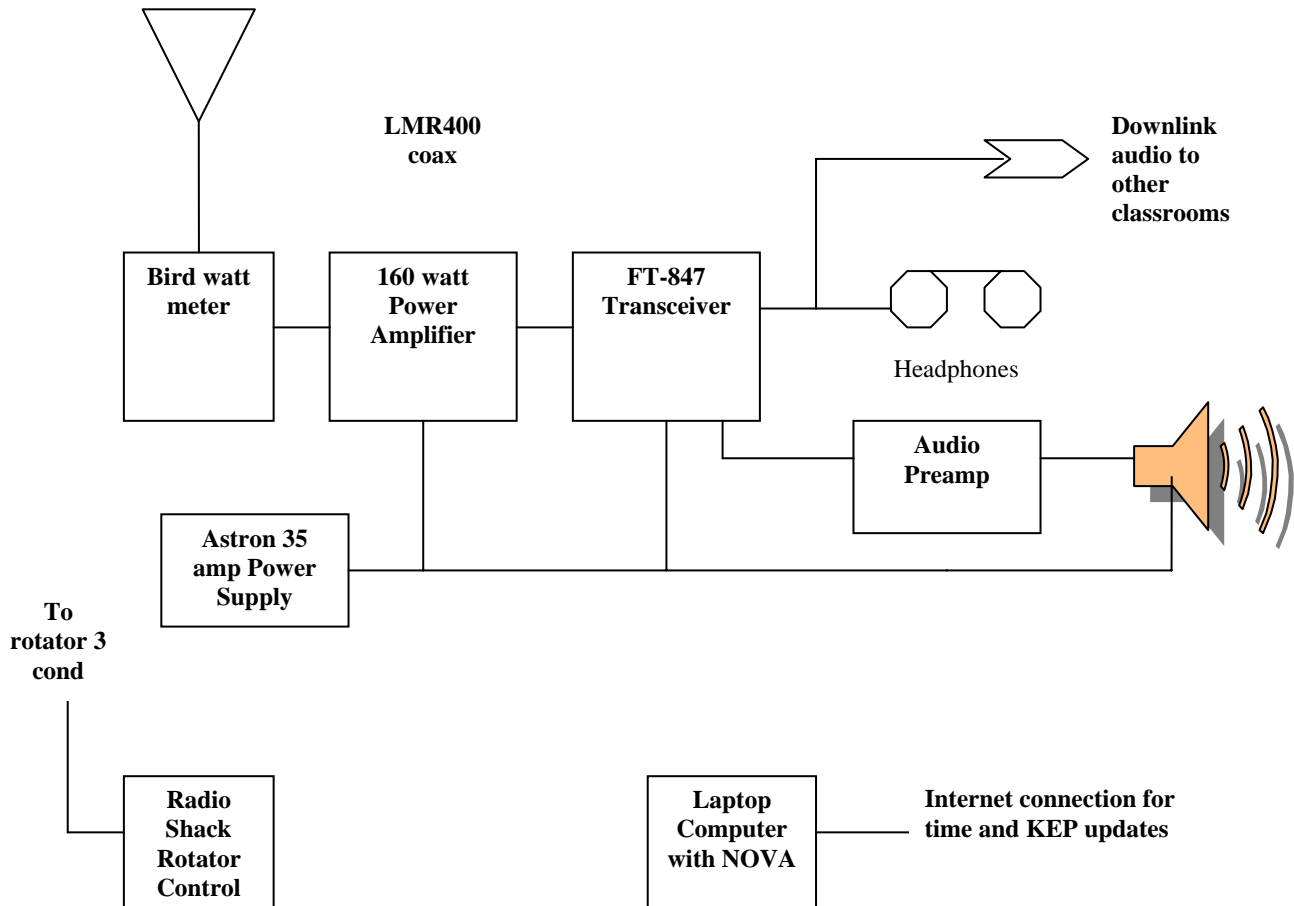 LMR400
coax
Downlink
audio to
other
classrooms
Bird watt
meter
160 watt
Power
Amplifier
FT-847
Transceiver
Headphones
Audio
Preamp
Astron 35
amp Power
Supply
To
rotator 3
cond
Radio
Shack
Rotator
Control
Laptop
Computer
with NOVA
Internet connection for
time and KEP updates